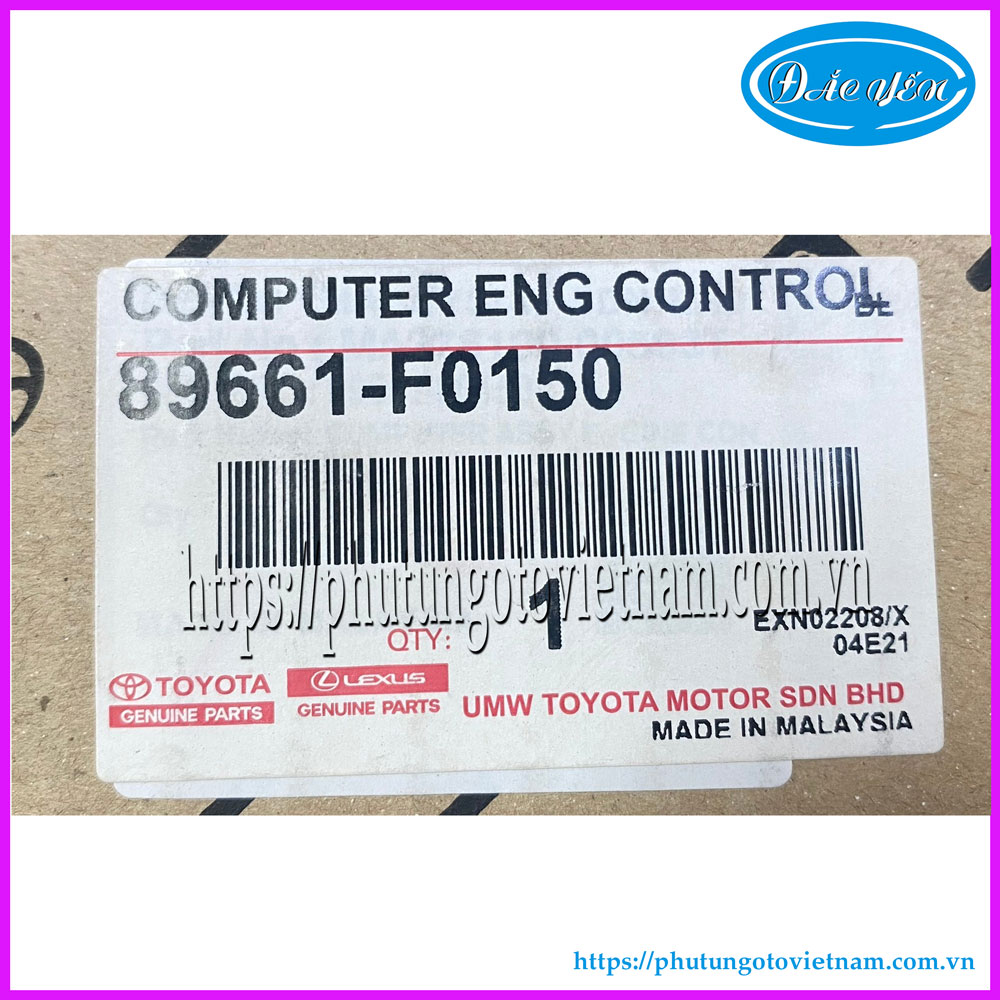 ĐẮC YẾN
COMPUTER ENG CONTROL
DL
89661-F0150
https://phutungotovietnam.com.vn
QTY: 1
EXN02208/X
04E21
TOYOTA
GENUINE PARTS
LEXUS
GENUINE PARTS
UMW TOYOTA MOTOR SDN BHD
MADE IN MALAYSIA
https://phutungotovietnam.com.vn